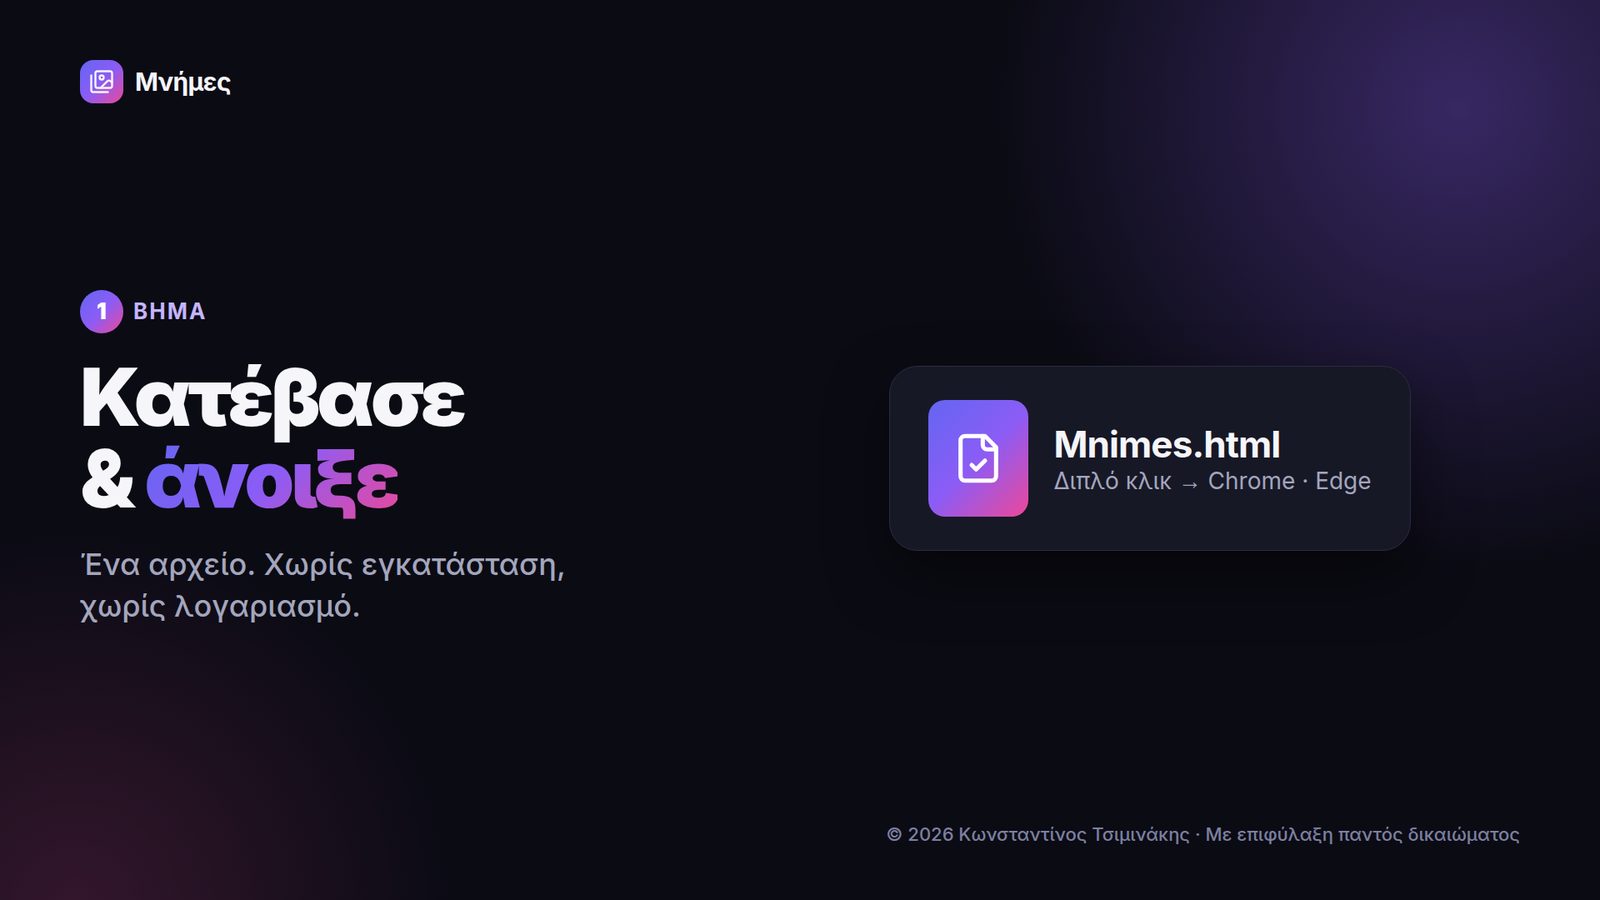 Μνήμες
1 ΒΗΜΑ
Κατέβασε
& άνοιξε
Ένα αρχείο. Χωρίς εγκατάσταση,
χωρίς λογαριασμό.
Mnimes.html
Διπλό κλικ → Chrome · Edge
© 2026 Κωνσταντίνος Τσιμινάκης · Με επιφύλαξη παντός δικαιώματος